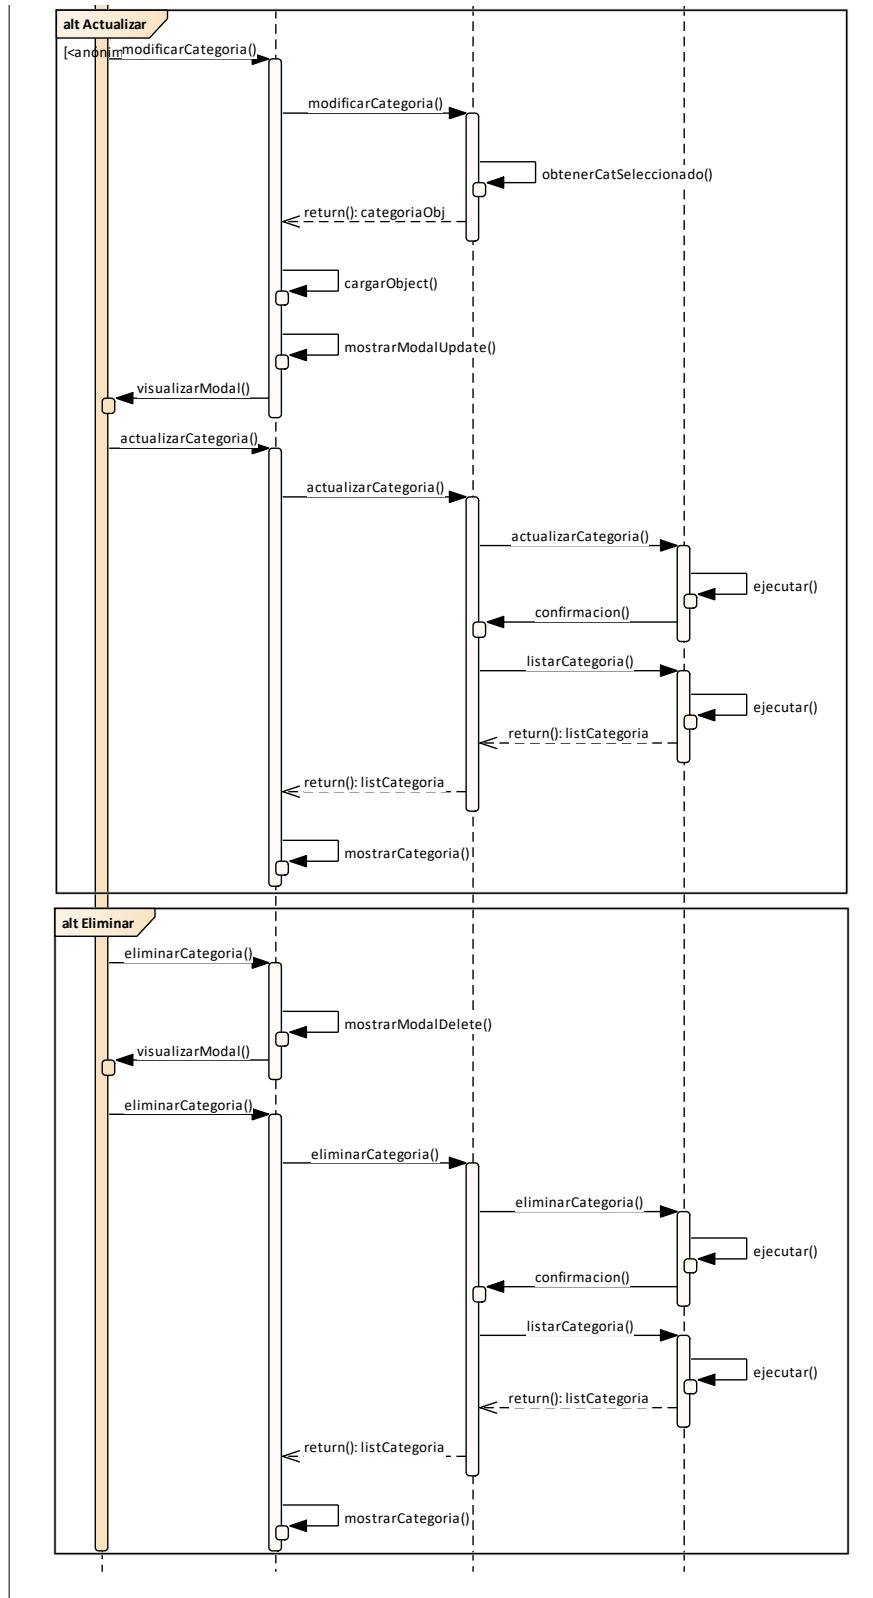 alt Actualizar
[<anónim
modificarCategoria()
modificarCategoria()
obtenerCatSeleccionado()
return(): categoriaObj
cargarObject()
mostrarModalUpdate()
visualizarModal()
actualizarCategoria()
actualizarCategoria()
actualizarCategoria()
ejecutar()
confirmacion()
listarCategoria()
ejecutar()
return(): listCategoria
return(): listCategoria
mostrarCategoria()
alt Eliminar
eliminarCategoria()
mostrarModalDelete()
visualizarModal()
eliminarCategoria()
eliminarCategoria()
eliminarCategoria()
ejecutar()
confirmacion()
listarCategoria()
ejecutar()
return(): listCategoria
return(): listCategoria
mostrarCategoria()